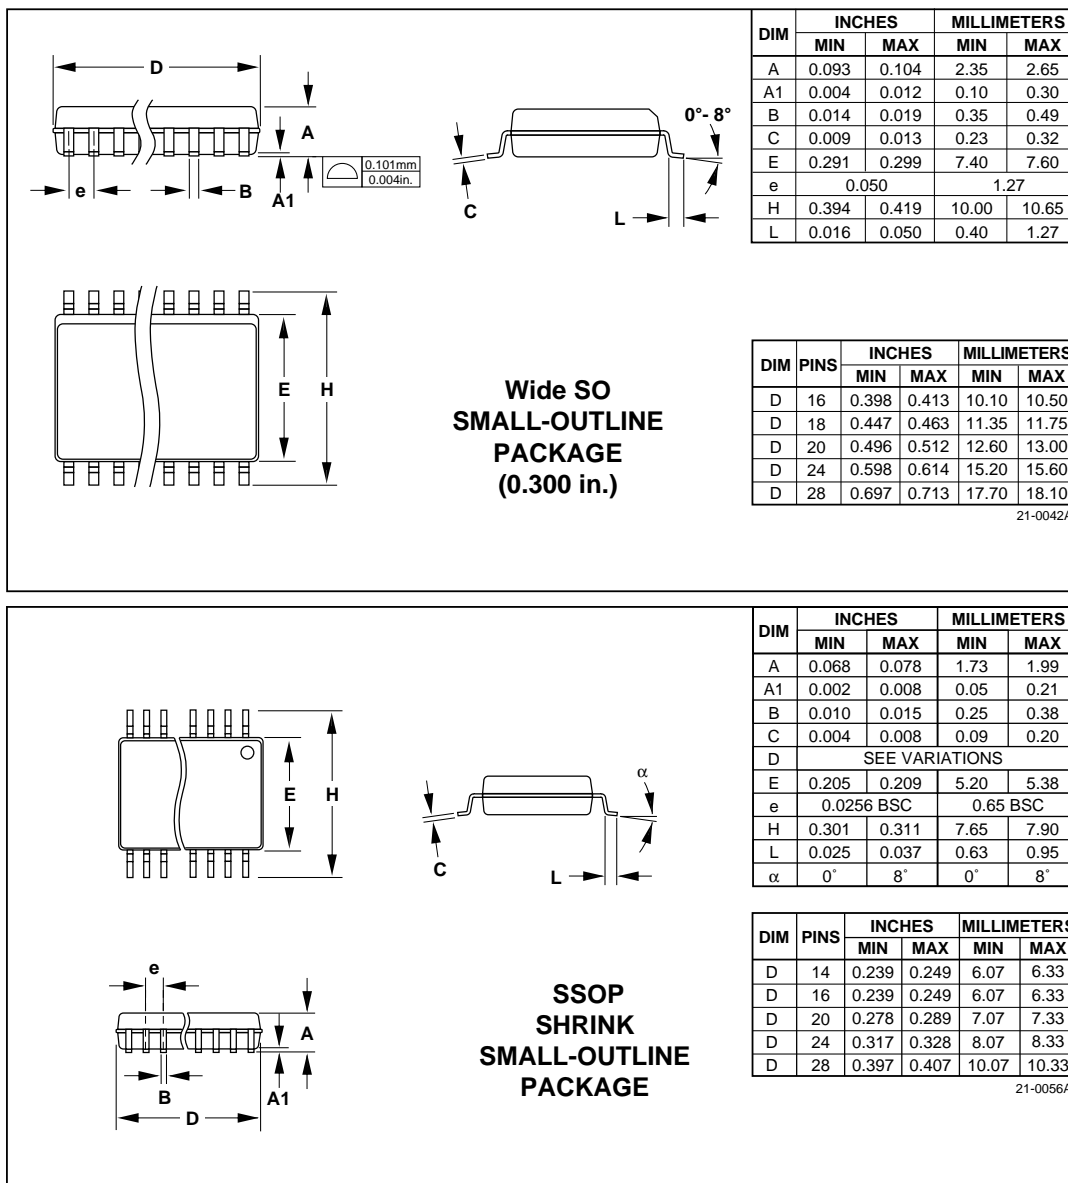 D
A
e
B
A1
0.101mm
0.004in.
C
L
0°- 8°
DIM INCHES MILLIMETERS
MIN MAX MIN MAX
A 0.093 0.104 2.35 2.65
A1 0.004 0.012 0.10 0.30
B 0.014 0.019 0.35 0.49
C 0.009 0.013 0.23 0.32
E 0.291 0.299 7.40 7.60
e 0.050 1.27
H 0.394 0.419 10.00 10.65
L 0.016 0.050 0.40 1.27
E
H
Wide SO
SMALL-OUTLINE
PACKAGE
(0.300 in.)
DIM PINS INCHES MILLIMETERS
MIN MAX MIN MAX
D 16 0.398 0.413 10.10 10.50
D 18 0.447 0.463 11.35 11.75
D 20 0.496 0.512 12.60 13.00
D 24 0.598 0.614 15.20 15.60
D 28 0.697 0.713 17.70 18.10
21-0042A
E
H
C
L
α
DIM INCHES MILLIMETERS
MIN MAX MIN MAX
A 0.068 0.078 1.73 1.99
A1 0.002 0.008 0.05 0.21
B 0.010 0.015 0.25 0.38
C 0.004 0.008 0.09 0.20
D SEE VARIATIONS
E 0.205 0.209 5.20 5.38
e 0.0256 BSC 0.65 BSC
H 0.301 0.311 7.65 7.90
L 0.025 0.037 0.63 0.95
α 0˚ 8˚ 0˚ 8˚
e
A
B
A1
D
SSOP
SHRINK
SMALL-OUTLINE
PACKAGE
DIM PINS INCHES MILLIMETERS
MIN MAX MIN MAX
D 14 0.239 0.249 6.07 6.33
D 16 0.239 0.249 6.07 6.33
D 20 0.278 0.289 7.07 7.33
D 24 0.317 0.328 8.07 8.33
D 28 0.397 0.407 10.07 10.33
21-0056A